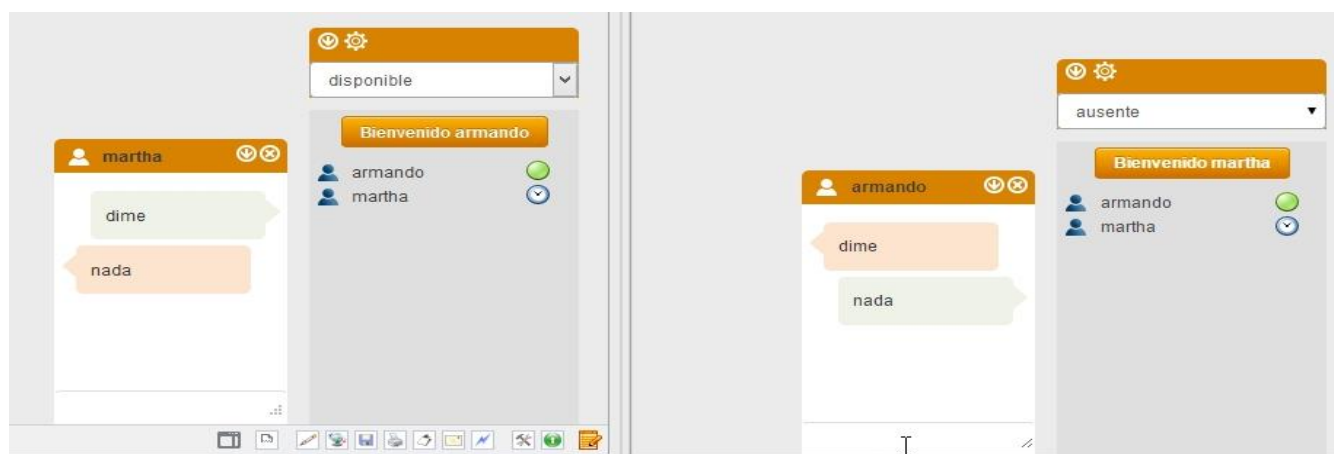 disponible
Bienvenido armando
armando
martha
martha
dime
nada
ausente
Bienvenido martha
armando
martha
armando
dime
nada